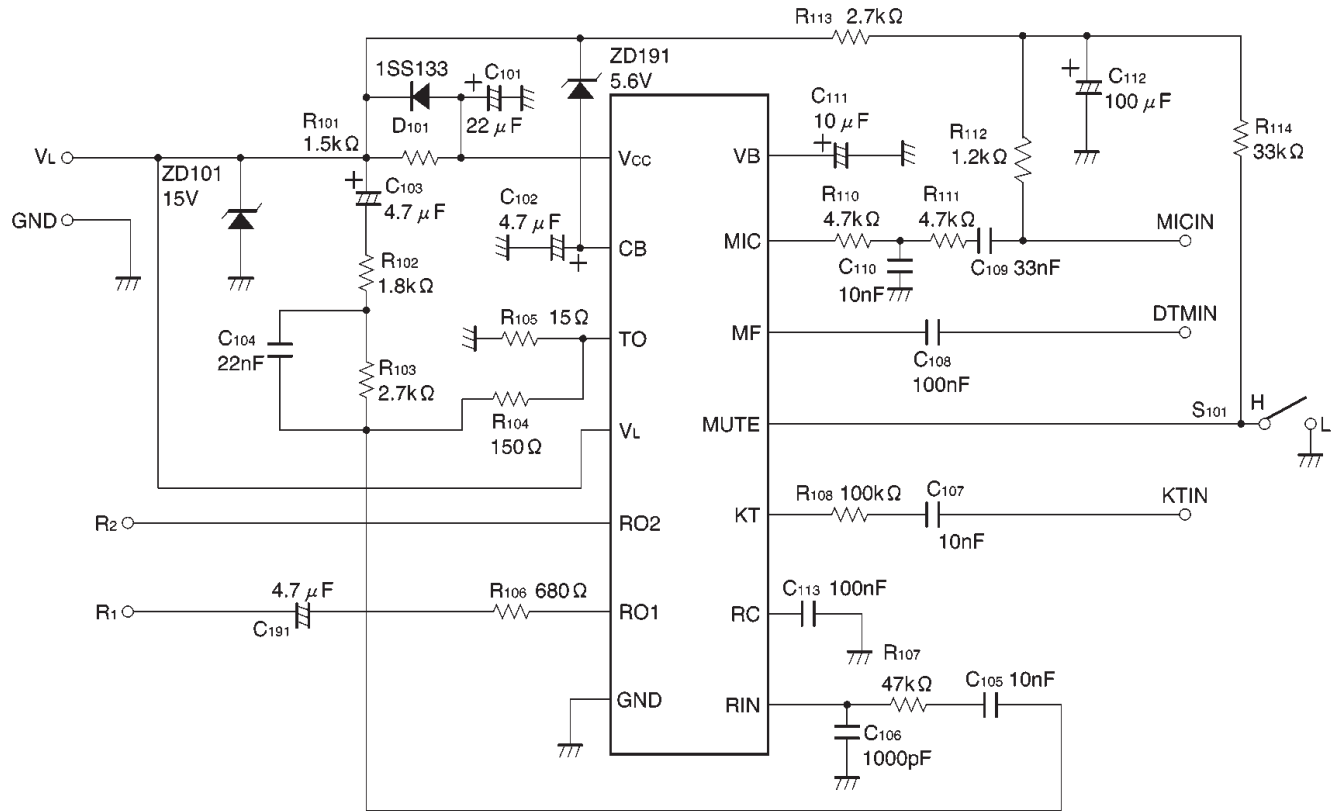 R113 2.7kΩ
ZD191
5.6V
1SS133
C101
22 μF
D101
R101
1.5kΩ
VL
ZD101
15V
GND
C103
4.7 μF
C102
4.7 μF
R102
1.8kΩ
C104
22nF
R103
2.7kΩ
R105 15Ω
R104
150Ω
R2
R1
4.7 μF
C191
R106 680Ω
VCC
CB
TO
VL
RO2
RO1
GND
VB
MIC
MF
MUTE
KT
RC
RIN
C111
10 μF
R112
1.2kΩ
C112
100 μF
R114
33kΩ
R110
4.7kΩ
R111
4.7kΩ
C110
10nF
C109 33nF
MICIN
DTMIN
C108
100nF
S101
H
L
R108 100kΩ
C107
10nF
KTIN
C113 100nF
R107
47kΩ
C105 10nF
C106
1000pF